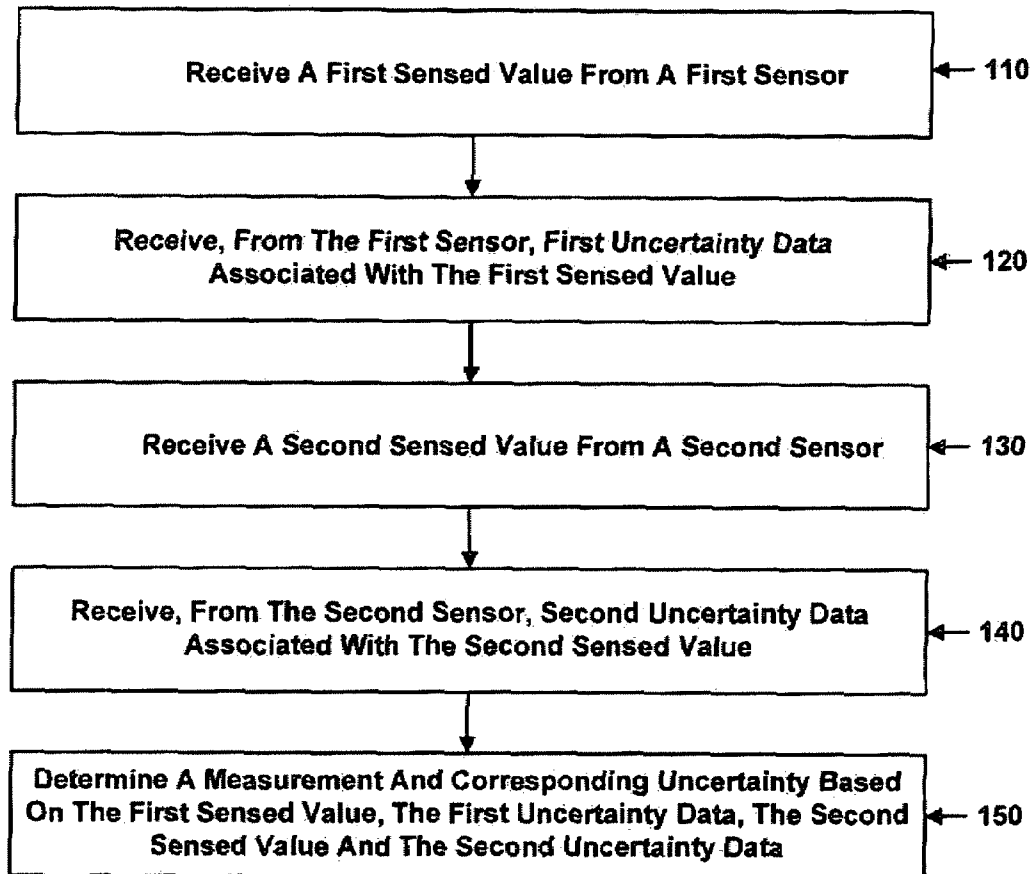 Receive A First Sensed Value From A First Sensor
110
Receive, From The First Sensor, First Uncertainty Data
Associated With The First Sensed Value
120
Receive A Second Sensed Value From A Second Sensor
130
Receive, From The Second Sensor, Second Uncertainty Data
Associated With The Second Sensed Value
140
Determine A Measurement And Corresponding Uncertainty Based
On The First Sensed Value, The First Uncertainty Data, The Second
Sensed Value And The Second Uncertainty Data
150